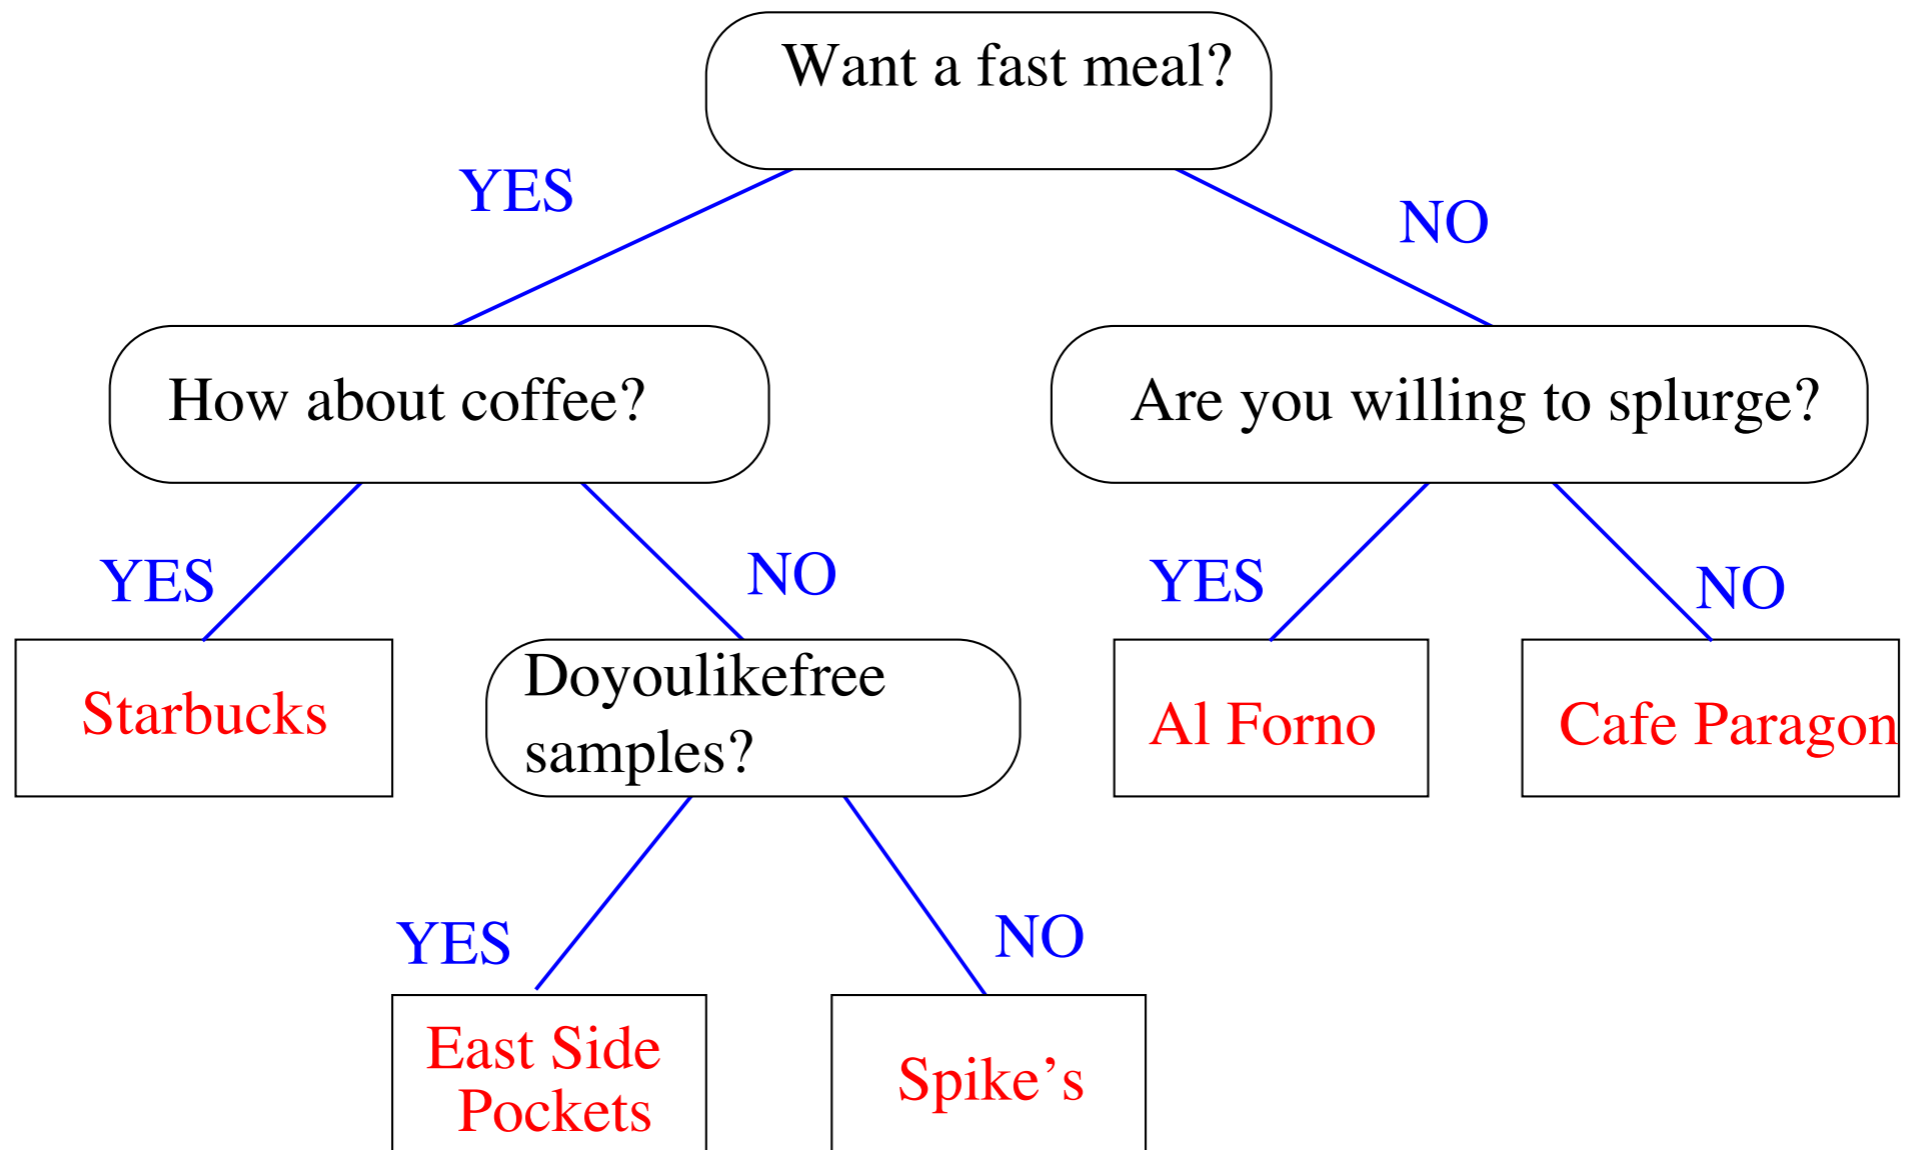 Want a fast meal?
YES
NO
How about coffee?
Are you willing to splurge?
YES
NO
YES
NO
Starbucks
Doyoulikefree
samples?
Al Forno
Cafe Paragon
YES
NO
East Side
Pockets
Spike’s